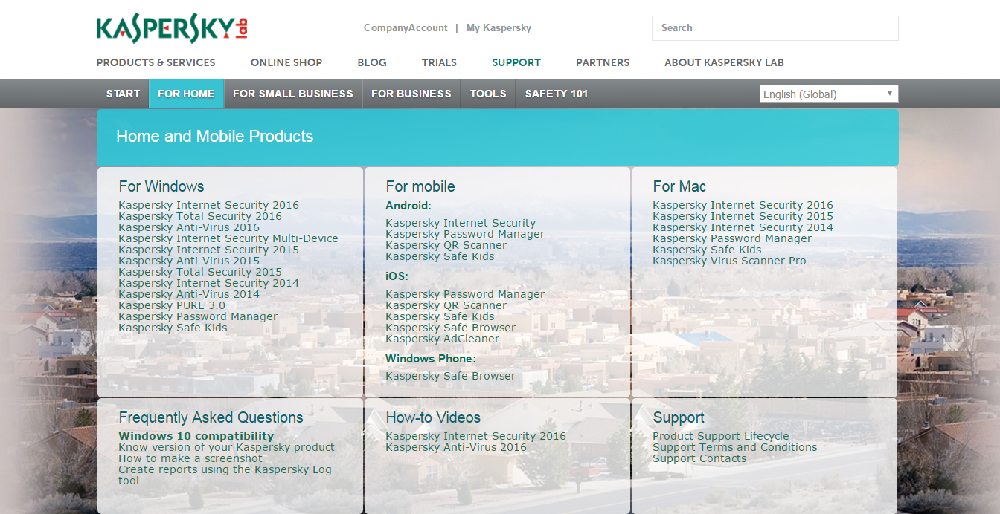 KASPERSKY lab
CompanyAccount | My Kaspersky
Search
PRODUCTS & SERVICES
ONLINE SHOP
BLOG
TRIALS
SUPPORT
PARTNERS
ABOUT KASPERSKY LAB
START
FOR HOME
FOR SMALL BUSINESS
FOR BUSINESS
TOOLS
SAFETY 101
English (Global)
Home and Mobile Products
For Windows
Kaspersky Internet Security 2016
Kaspersky Total Security 2016
Kaspersky Anti-Virus 2016
Kaspersky Internet Security Multi-Device
Kaspersky Internet Security 2015
Kaspersky Anti-Virus 2015
Kaspersky Total Security 2015
Kaspersky Internet Security 2014
Kaspersky Anti-Virus 2014
Kaspersky PURE 3.0
Kaspersky Password Manager
Kaspersky Safe Kids
For mobile
Android:
Kaspersky Internet Security
Kaspersky Password Manager
Kaspersky QR Scanner
Kaspersky Safe Kids
iOS:
Kaspersky Password Manager
Kaspersky QR Scanner
Kaspersky Safe Kids
Kaspersky Safe Browser
Kaspersky AdCleaner
Windows Phone:
Kaspersky Safe Browser
For Mac
Kaspersky Internet Security 2016
Kaspersky Internet Security 2015
Kaspersky Internet Security 2014
Kaspersky Password Manager
Kaspersky Safe Kids
Kaspersky Virus Scanner Pro
Frequently Asked Questions
Windows 10 compatibility
Know version of your Kaspersky product
How to make a screenshot
Create reports using the Kaspersky Log
tool
How-to Videos
Kaspersky Internet Security 2016
Kaspersky Anti-Virus 2016
Support
Product Support Lifecycle
Support Terms and Conditions
Support Contacts